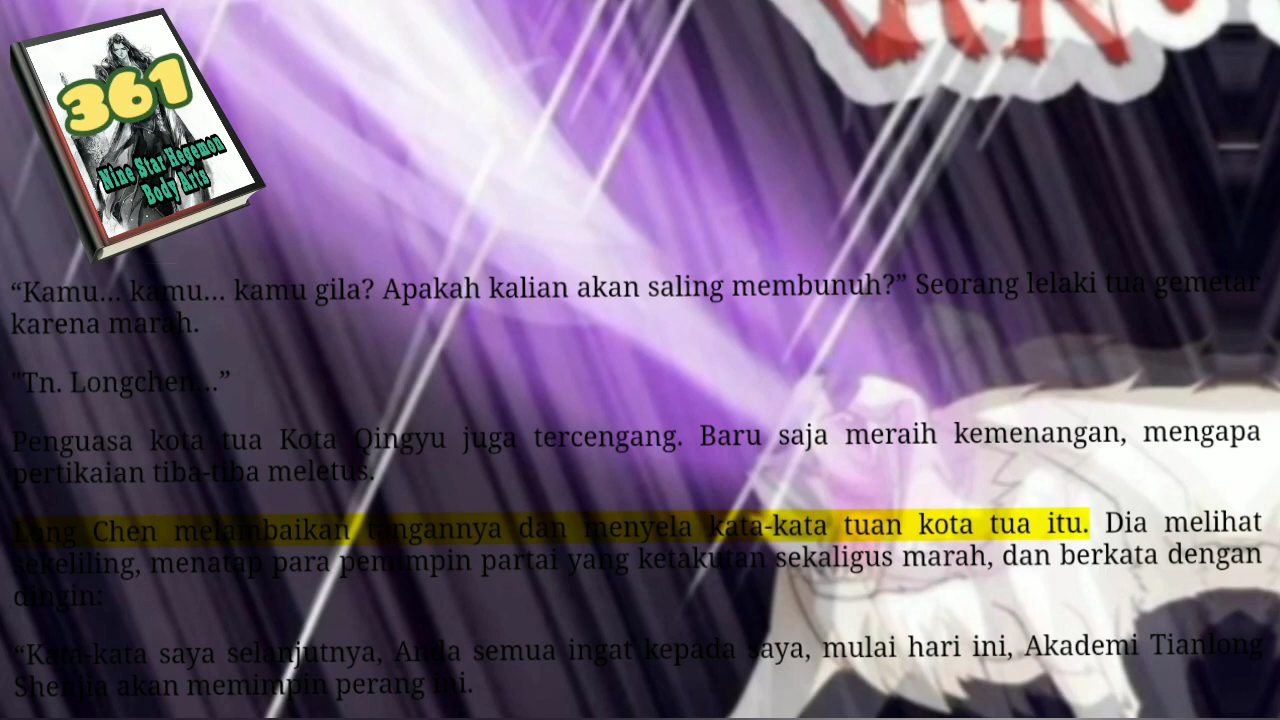 361
Nine Star Hegemon
Body Arts
“Kamu... kamu... kamu gila? Apakah kalian akan saling membunuh?” Seorang lelaki tua gemetar
karena marah.
"Tn. Longchen...”
Penguasa kota tua Kota Qingyu juga tercengang. Baru saja meraih kemenangan, mengapa
pertikaian tiba-tiba meletus.
Long Chen melambaikan tangannya dan menyela kata-kata tuan kota tua itu. Dia melihat
sekeliling, menatap para pemimpin partai yang ketakutan sekaligus marah, dan berkata dengan
dingin:
“Kata-kata saya selanjutnya, Anda semua ingat kepada saya, mulai hari ini, Akademi Tianlong
Shenjia akan memimpin perang ini.